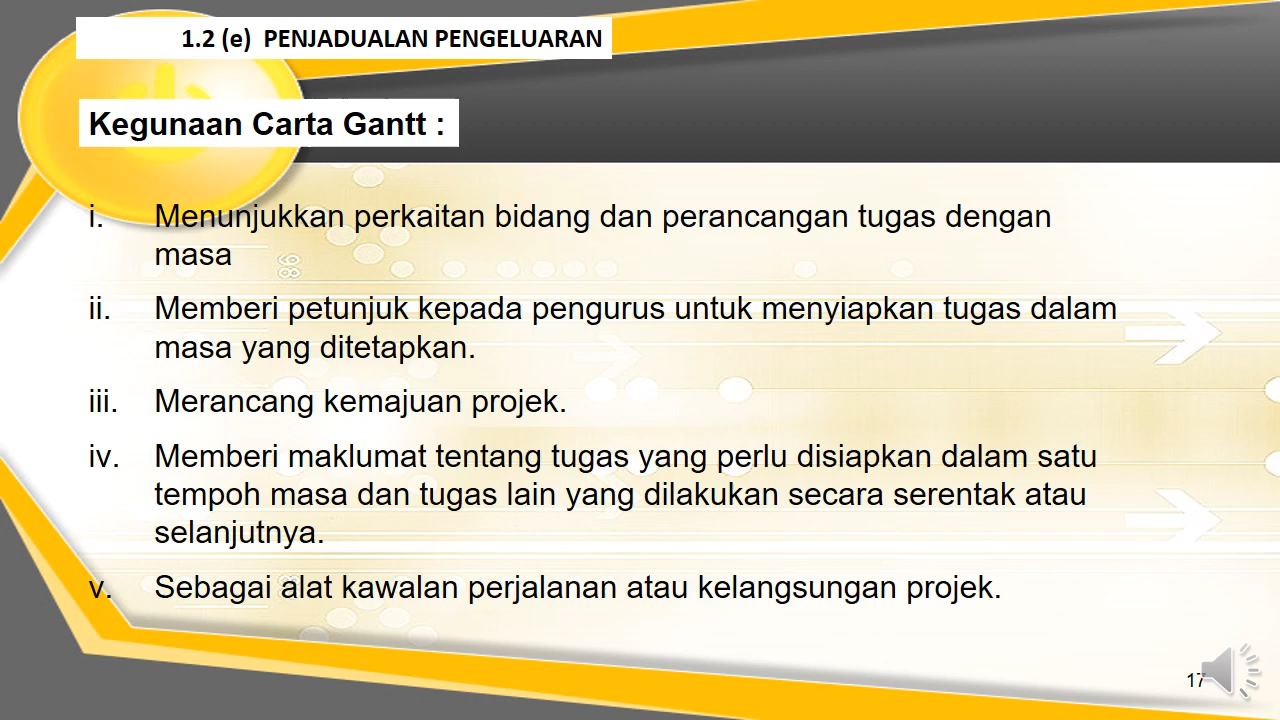 1.2 (e) PENJADUALAN PENGELUARAN
Kegunaan Carta Gantt :
i. Menunjukkan perkaitan bidang dan perancangan tugas dengan
masa
ii. Memberi petunjuk kepada pengurus untuk menyiapkan tugas dalam
masa yang ditetapkan.
iii. Merancang kemajuan projek.
iv. Memberi maklumat tentang tugas yang perlu disiapkan dalam satu
tempoh masa dan tugas lain yang dilakukan secara serentak atau
selanjutnya.
v. Sebagai alat kawalan perjalanan atau kelangsungan projek.
17